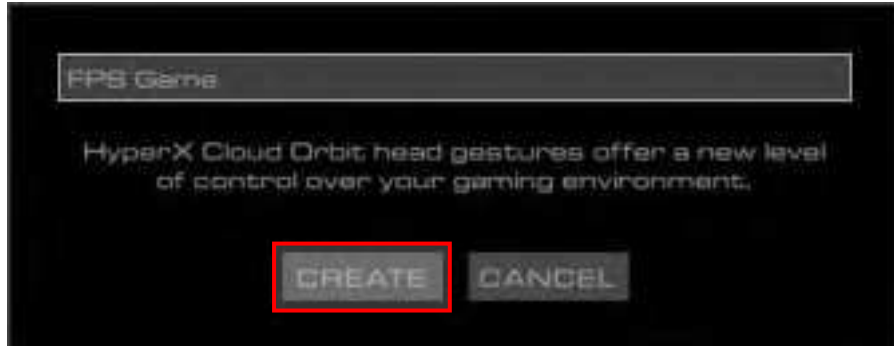 FPS Game
HyperX Cloud Orbit head gestures offer a new level
of control over your gaming environment.
CREATE CANCEL